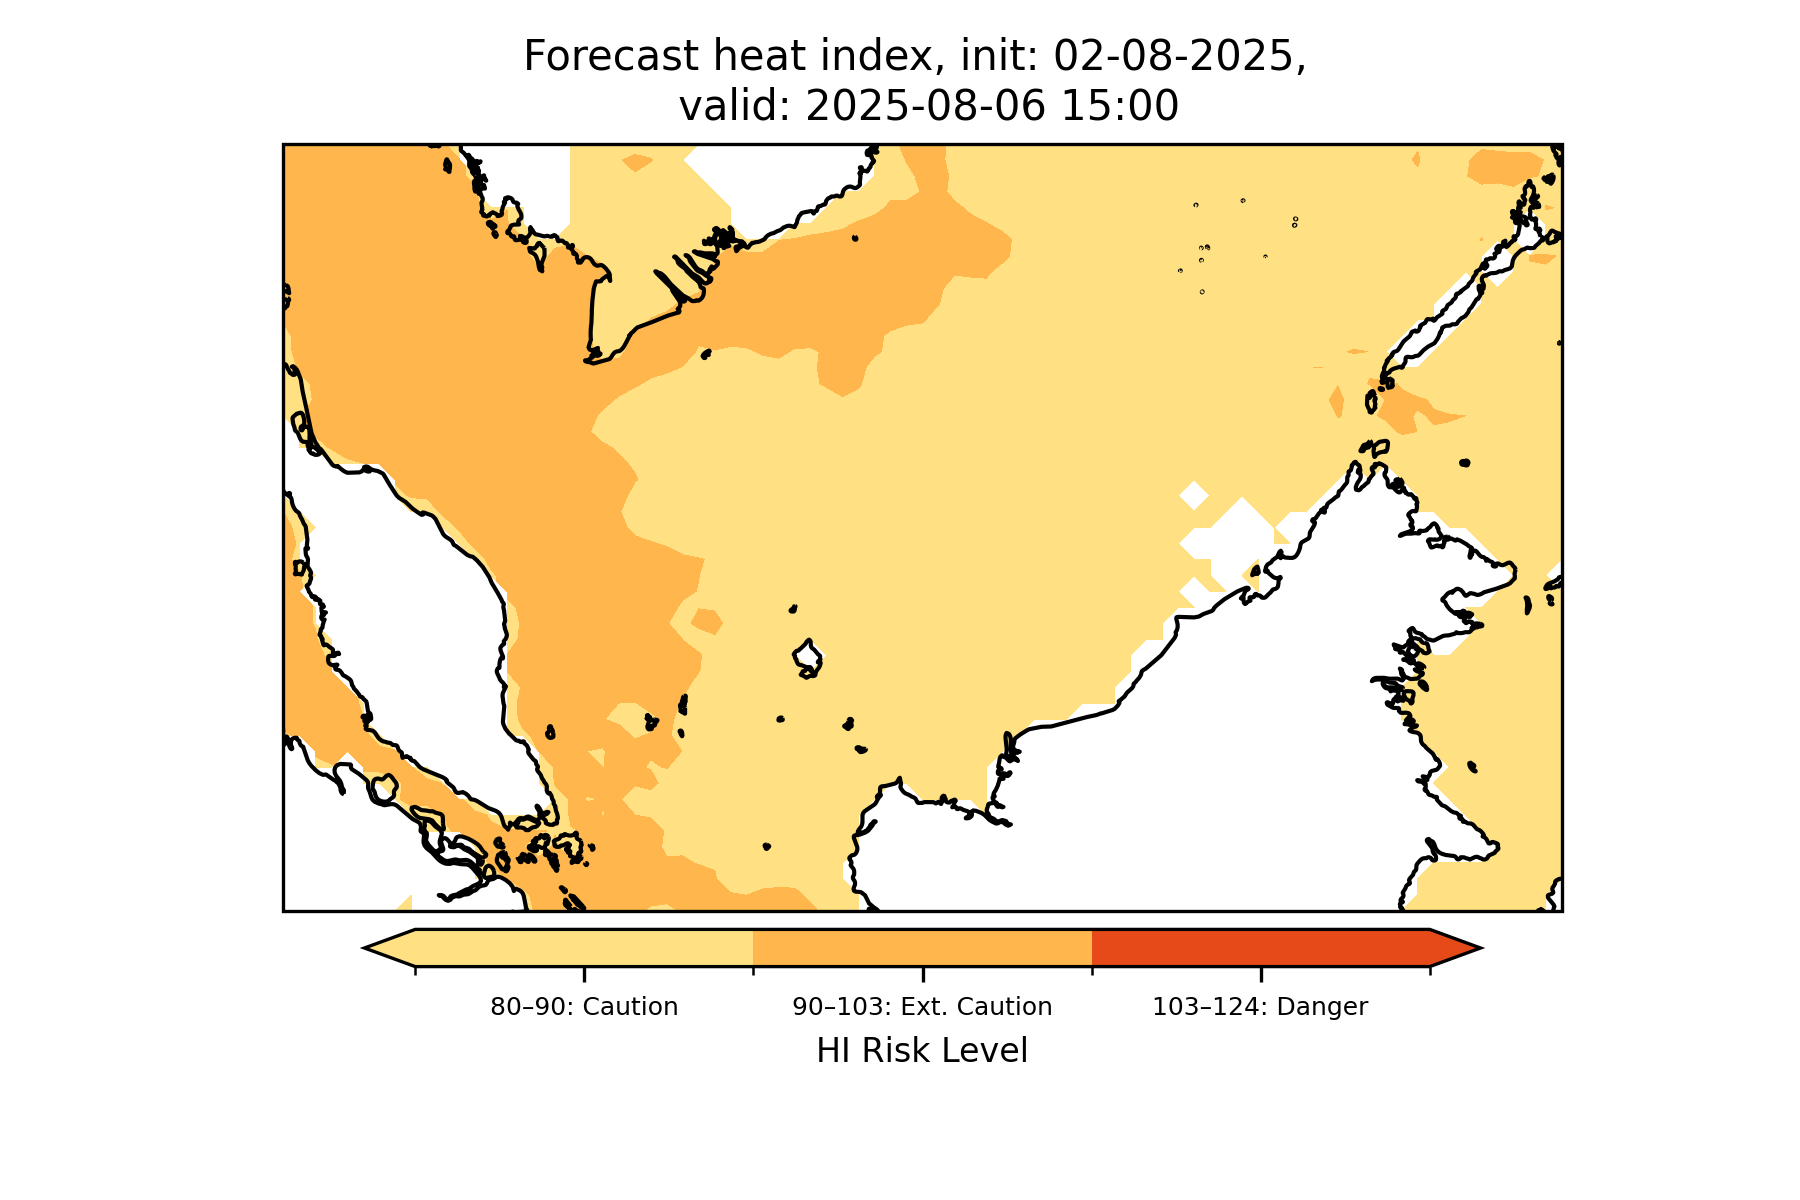 Forecast heat index, init: 02-08-2025,
valid: 2025-08-06 15:00
80–90: Caution
90–103: Ext. Caution
103–124: Danger
HI Risk Level